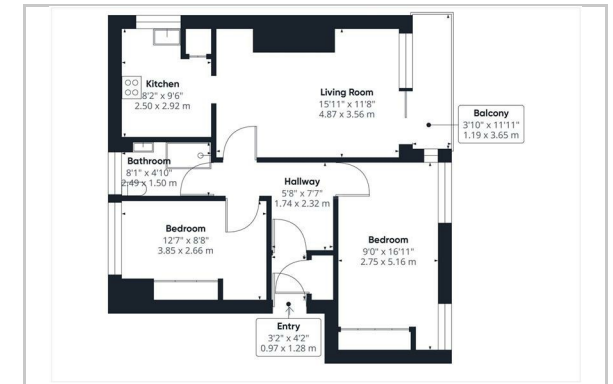 Kitchen
8'2" x 9'6"
2.50 x 2.92 m
Living Room
15'11" x 11'8"
4.87 x 3.56 m
Balcony
3'10" x 11'11"
1.19 x 3.65 m
Bathroom
8'1" x 4'10"
2.49 x 1.50 m
Hallway
5'8" x 7'7"
1.74 x 2.32 m
Bedroom
12'7" x 8'8"
3.85 x 2.66 m
Bedroom
9'0" x 16'11"
2.75 x 5.16 m
Entry
3'2" x 4'2"
0.97 x 1.28 m